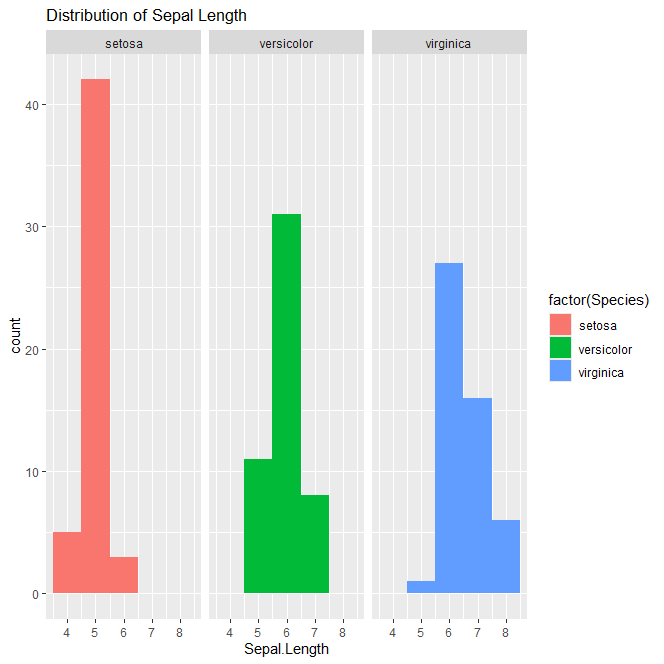 Distribution of Sepal Length
setosa versicolor virginica
40
30
20
10
0
count
4 5 6 7 8 4 5 6 7 8 4 5 6 7 8
Sepal.Length
factor(Species)
setosa
versicolor
virginica